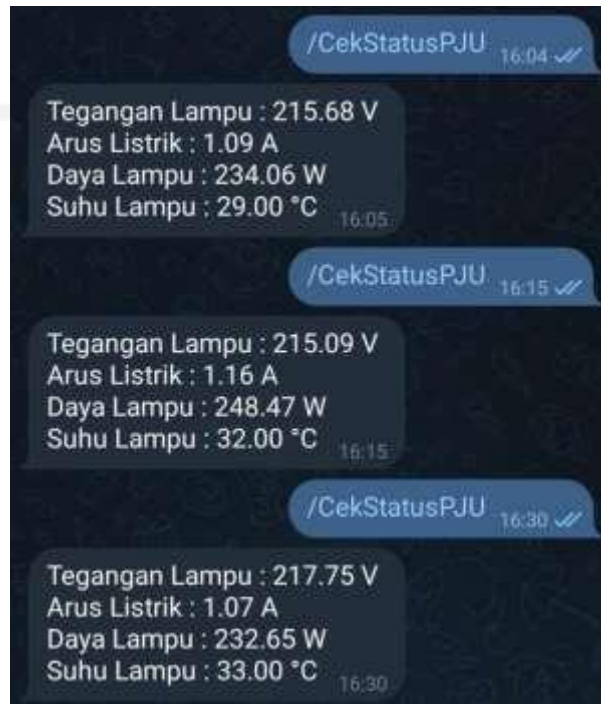 /CekStatusPJU 16:04
Tegangan Lampu : 215.68 V
Arus Listrik : 1.09 A
Daya Lampu : 234.06 W
Suhu Lampu : 29.00 °C 16:05
/CekStatusPJU 16:15
Tegangan Lampu : 215.09 V
Arus Listrik : 1.16 A
Daya Lampu : 248.47 W
Suhu Lampu : 32.00 °C 16:15
/CekStatusPJU 16:30
Tegangan Lampu : 217.75 V
Arus Listrik : 1.07 A
Daya Lampu : 232.65 W
Suhu Lampu : 33.00 °C 16:30